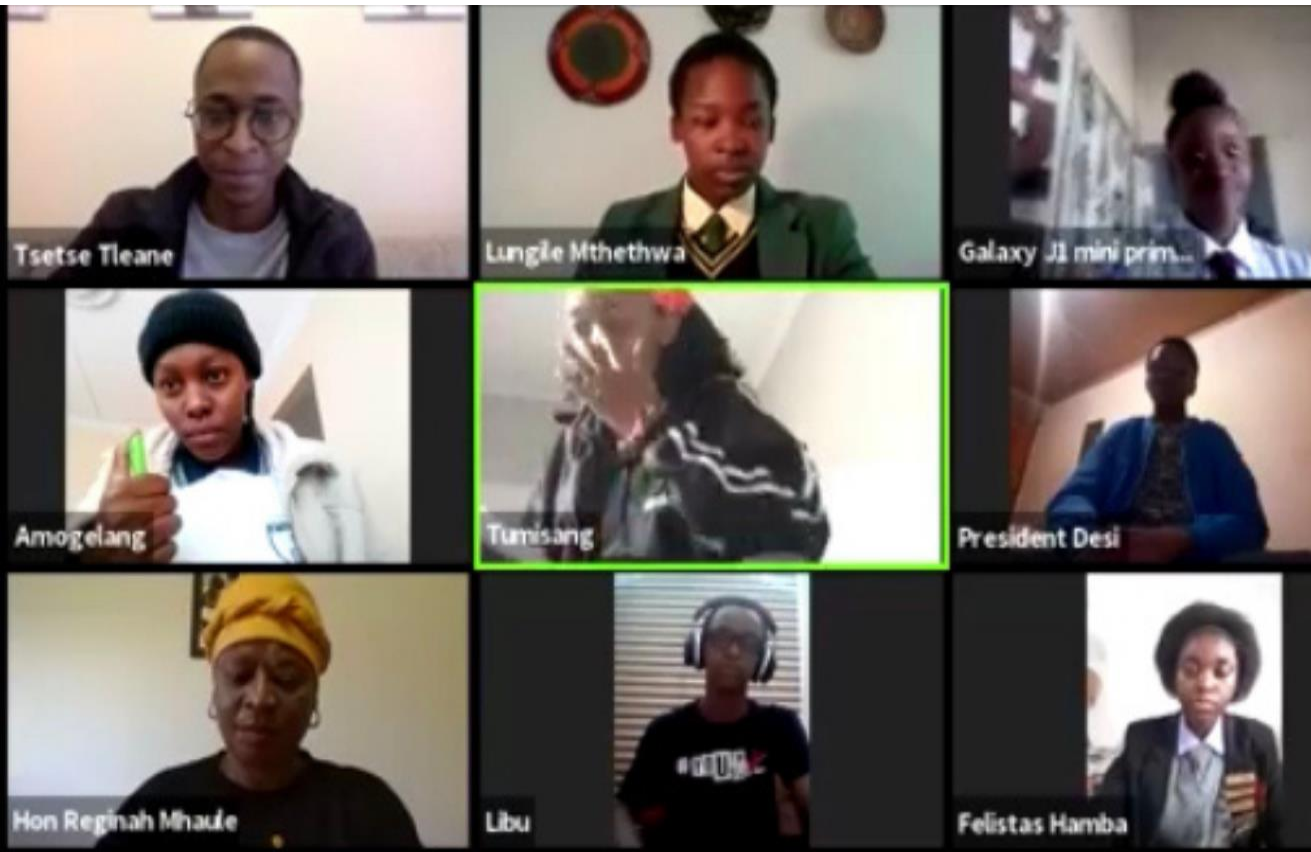 Tsetse Tleane
Lungile Mthethwa
Galaxy J1 mini prim...
Amogelang
Tumisang
President Desi
Hon Reginah Mhaule
Libu
Felistas Hamba